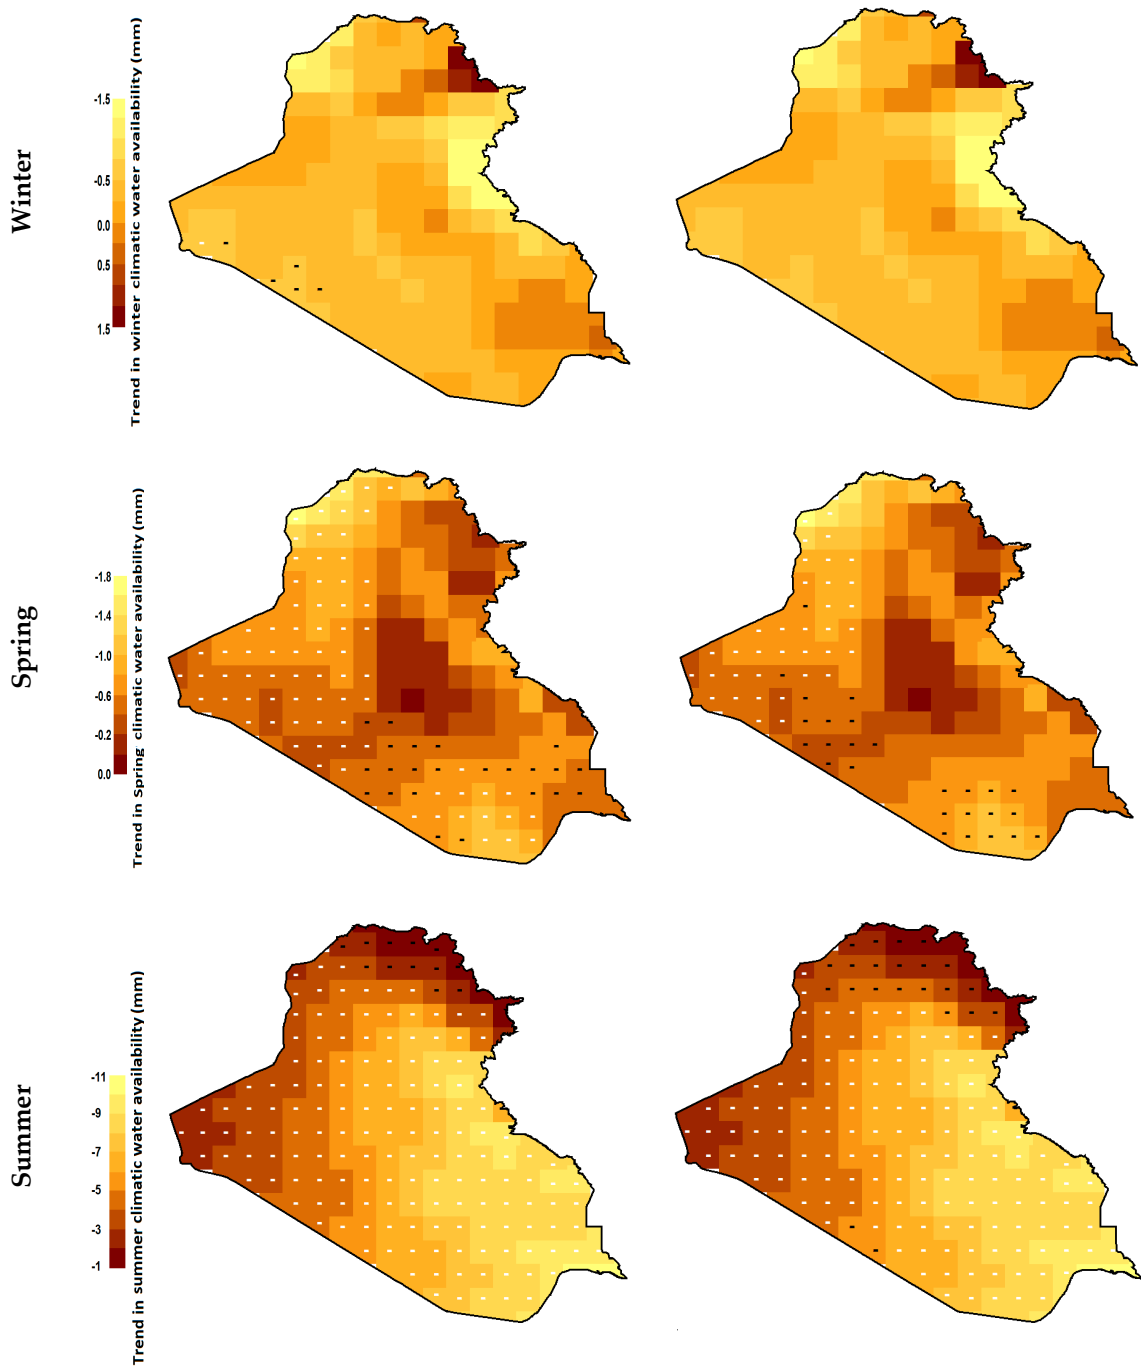 Winter
Trend in winter climatic water availability (mm)
-1.5
-0.5
0.0
0.5
1.5
Spring
Trend in Spring climatic water availability (mm)
-1.8
-1.4
-1.0
-0.6
-0.2
0.0
Summer
Trend in summer climatic water availability (mm)
-11
-9
-7
-5
-3
-1